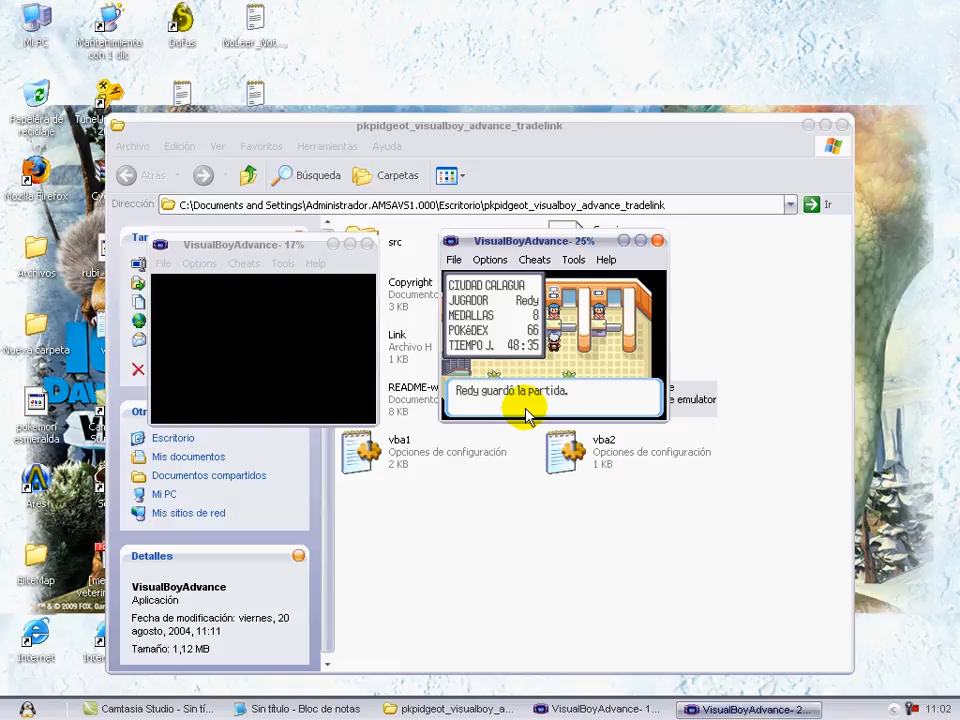 Mi PC
Mantenimiento
con 1 clic
Dofus
NoLeer_Not...
Papelera de
reciclaje
Mozilla Firefox
Archivos
Nueva carpeta
pokemon
esmeralda
Ares
EliteMap
Internet
pkpidgeot_visualboy_advance_tradelink
Archivo Edición Ver Favoritos Herramientas Ayuda
Atrás Búsqueda Carpetas
Dirección C:\Documents and Settings\Administrador.AMSAVS1.000\Escritorio\pkpidgeot_visualboy_advance_tradelink Ir
src
Copyright
3 KB
Link
Archivo H
1 KB
8 KB
e emulator
vba1
Opciones de configuración
2 KB
vba2
Opciones de configuración
1 KB
VisualBoyAdvance- 17%
File Options Cheats Tools Help
VisualBoyAdvance- 25%
File Options Cheats Tools Help
CIUDAD CALAGUA
JUGADOR Redy
MEDALLAS 8
POKéDEX 66
TIEMPO J. 48:35
Redy guardó la partida.
Escritorio
Mis documentos
Documentos compartidos
Mi PC
Mis sitios de red
Detalles
VisualBoyAdvance
Aplicación
Fecha de modificación: viernes, 20
agosto, 2004, 11:11
Tamaño: 1,12 MB
& © 2009 FOX.
Camtasia Studio - Sin tí...
Sin título - Bloc de notas
pkpidgeot_visualboy_a...
VisualBoyAdvance- 1...
VisualBoyAdvance- 2...
11:02